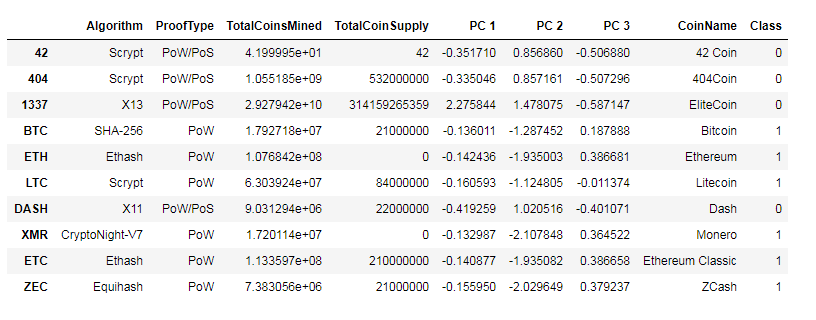 Algorithm ProofType TotalCoinsMined TotalCoinSupply PC 1 PC 2 PC 3 CoinName Class
42 Scrypt PoW/PoS 4.199995e+01 42 -0.351710 0.856860 -0.506880 42 Coin 0
404 Scrypt PoW/PoS 1.055185e+09 532000000 -0.335046 0.857161 -0.507296 404Coin 0
1337 X13 PoW/PoS 2.927942e+10 314159265359 2.275844 1.478075 -0.587147 EliteCoin 0
BTC SHA-256 PoW 1.792718e+07 21000000 -0.136011 -1.287452 0.187888 Bitcoin 1
ETH Ethash PoW 1.076842e+08 0 -0.142436 -1.935003 0.386681 Ethereum 1
LTC Scrypt PoW 6.303924e+07 84000000 -0.160593 -1.124805 -0.011374 Litecoin 1
DASH X11 PoW/PoS 9.031294e+06 22000000 -0.419259 1.020516 -0.401071 Dash 0
XMR CryptoNight-V7 PoW 1.720114e+07 0 -0.132987 -2.107848 0.364522 Monero 1
ETC Ethash PoW 1.133597e+08 210000000 -0.140877 -1.935082 0.386658 Ethereum Classic 1
ZEC Equihash PoW 7.383056e+06 21000000 -0.155950 -2.029649 0.379237 ZCash 1